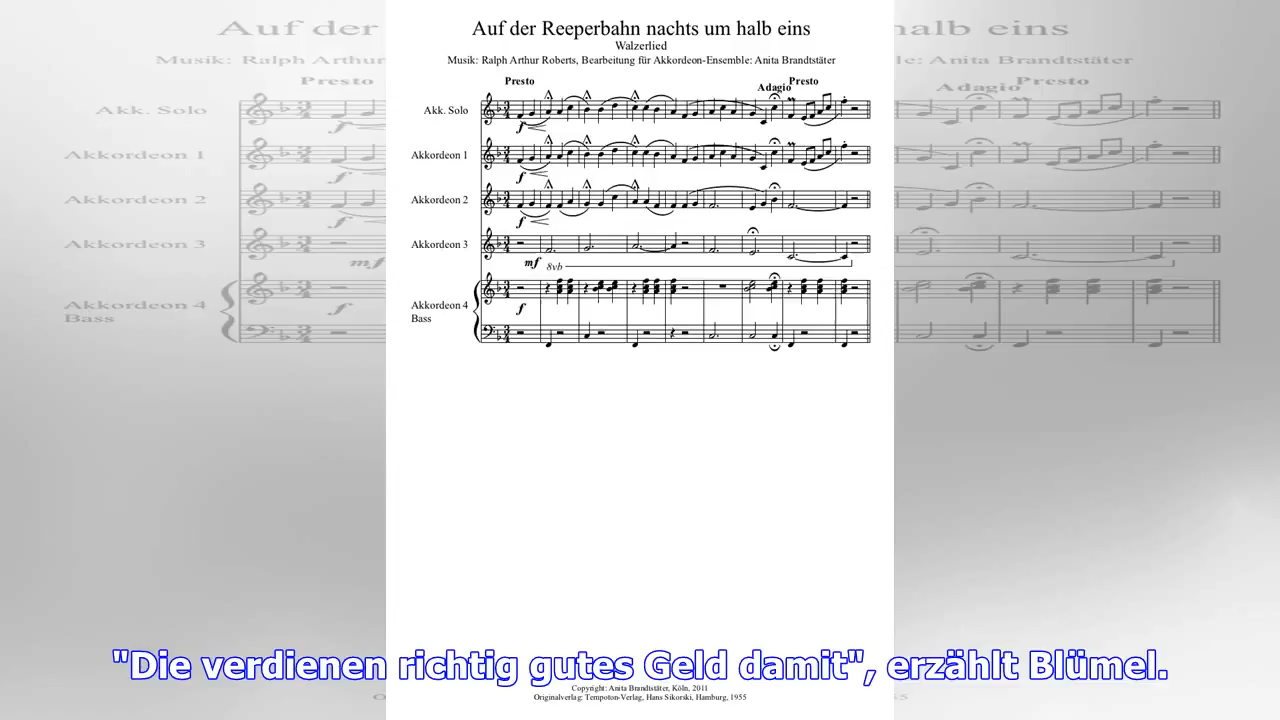 Auf der Reeperbahn nachts um halb eins
Walzerlied
Musik: Ralph Arthur Roberts, Bearbeitung für Akkordeon-Ensemble: Anita Brandtstäter
Presto
Adagio
Presto
Akk. Solo
f
Akkordeon 1
f
Akkordeon 2
f
Akkordeon 3
mf
8vb
Akkordeon 4
Bass
f
"Die verdienen richtig gutes Geld damit", erzählt Blümel.
Copyright: Anita Brandtstäter, Köln, 2011
Originalverlag: Tempoton-Verlag, Hans Sikorski, Hamburg, 1955